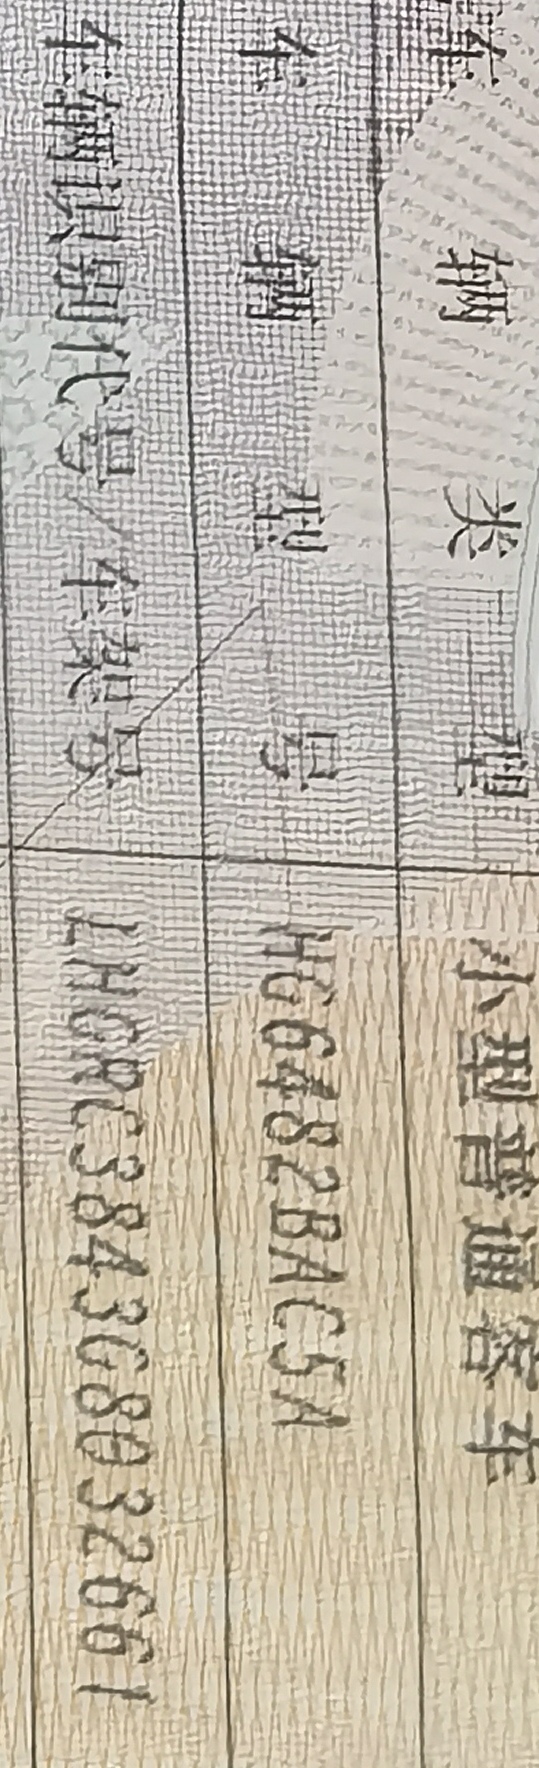 车辆类型 小型普通客车
车辆型号 HG6482BAC5A
车辆识别代号/车架号 LHGRC3843G8032661